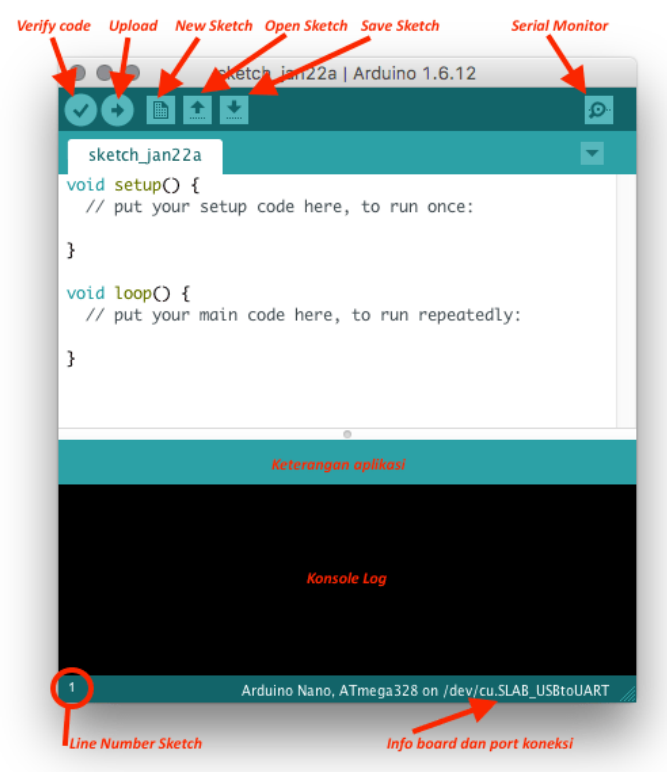 Verify code Upload New Sketch Open Sketch Save Sketch Serial Monitor
sketch_jan22a | Arduino 1.6.12
sketch_jan22a
void setup() {
  // put your setup code here, to run once:
}
void loop() {
  // put your main code here, to run repeatedly:
}
Keterangan aplikasi
Konsole Log
1
Arduino Nano, ATmega328 on /dev/cu.SLAB_USBtoUART
Line Number Sketch
Info board dan port koneksi